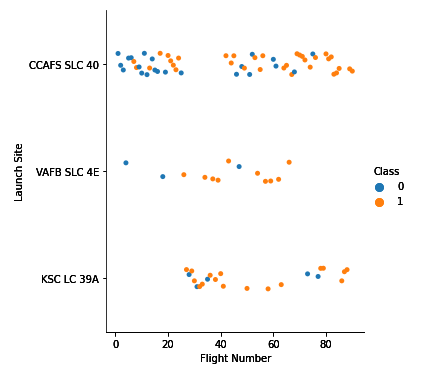 CCAFS SLC 40
VAFB SLC 4E
KSC LC 39A
Launch Site
0
20
40
60
80
Flight Number
Class
0
1